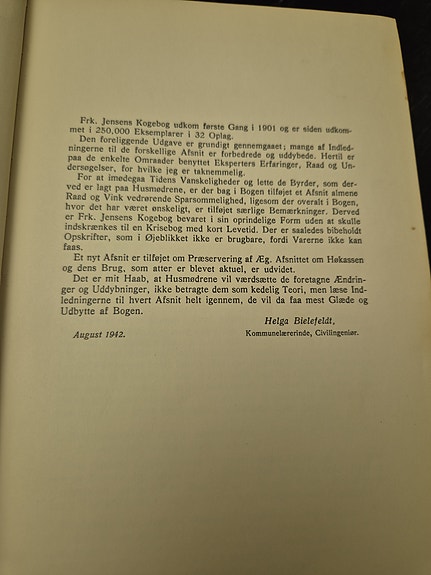 Frk. Jensens Kogebog udkom første Gang i 1901 og er siden udkom-
met i 250,000 Eksemplarer i 32 Oplag.
Den foreliggende Udgave er grundigt gennemgaaet; mange af Indled-
ningerne til de forskellige Afsnit er forbedrede og uddybede. Hertil er
paa de enkelte Omraader benyttet Eksperters Erfaringer, Raad og Un-
dersøgelser, for hvilke jeg er taknemmelig.
For at imødegaa Tidens Vanskeligheder og lette de Byrder, som der-
ved er lagt paa Husmødrene, er der bag i Bogen tilføjet et Afsnit almene
Raad og Vink vedrørende Sparsommelighed, ligesom der overalt i Bogen,
hvor det har været ønskeligt, er tilføjet særlige Bemærkninger. Derved
er Frk. Jensens Kogebog bevaret i sin oprindelige Form uden at skulle
indskrænkes til en Krisebog med kort Levetid. Der er saaledes bibeholdt
Opskrifter, som i Øjeblikket ikke er brugbare, fordi Varerne ikke kan
faas.
Et nyt Afsnit er tilføjet om Præservering af Æg. Afsnittet om Høkassen
og dens Brug, som atter er blevet aktuel, er udvidet.
Det er mit Haab, at Husmødrene vil værdsætte de foretagne Ændrin-
ger og Uddybninger, ikke betragte dem som kedelig Teori, men læse Ind-
ledningerne til hvert Afsnit helt igennem, de vil da faa mest Glæde og
Udbytte af Bogen.
Helga Bielefeldt,
August 1942. Kommunelærerinde, Civilingeniør.